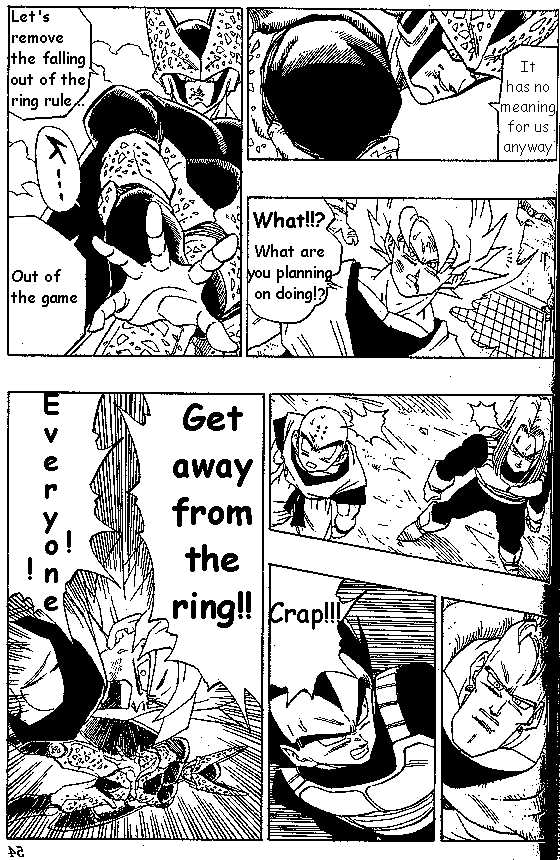 Let's
remove
the falling
out of the
ring rule...
Out of
the game
It
has no
meaning
for us
anyway
What!!?
What are
you planning
on doing!?
Everyone!!
Get
away
from
the
ring!!
Crap!!!
54